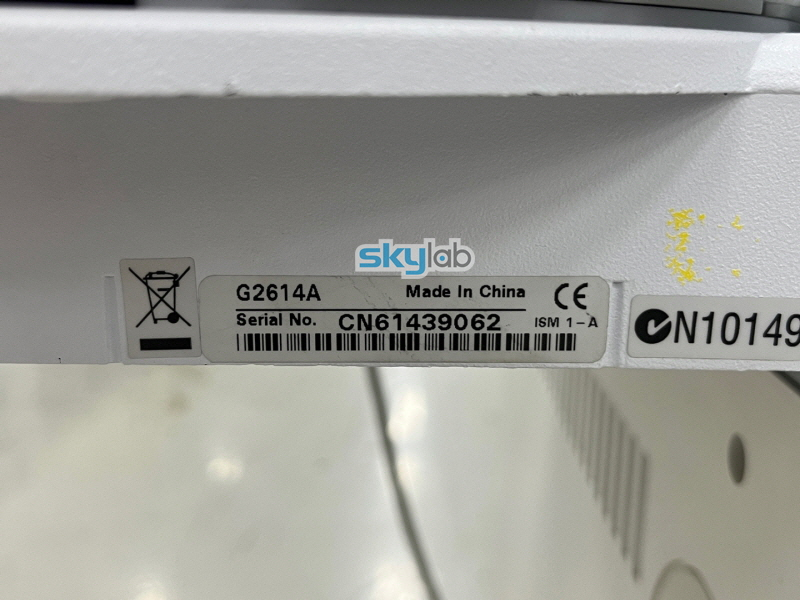 skylab
G2614A Made In China CE
Serial No. CN61439062 ISM 1-A
N10149